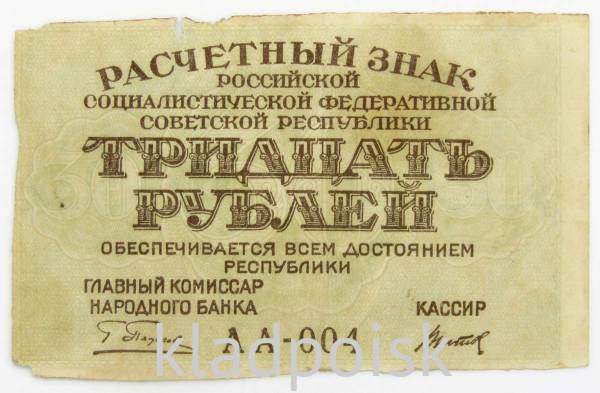 РАСЧЕТНЫЙ ЗНАК
РОССИЙСКОЙ
СОЦИАЛИСТИЧЕСКОЙ ФЕДЕРАТИВНОЙ
СОВЕТСКОЙ РЕСПУБЛИКИ
ТРИДЦАТЬ
РУБЛЕЙ
ОБЕСПЕЧИВАЕТСЯ ВСЕМ ДОСТОЯНИЕМ
РЕСПУБЛИКИ
ГЛАВНЫЙ КОМИССАР
НАРОДНОГО БАНКА КАССИР
АА-004
kladpoisk